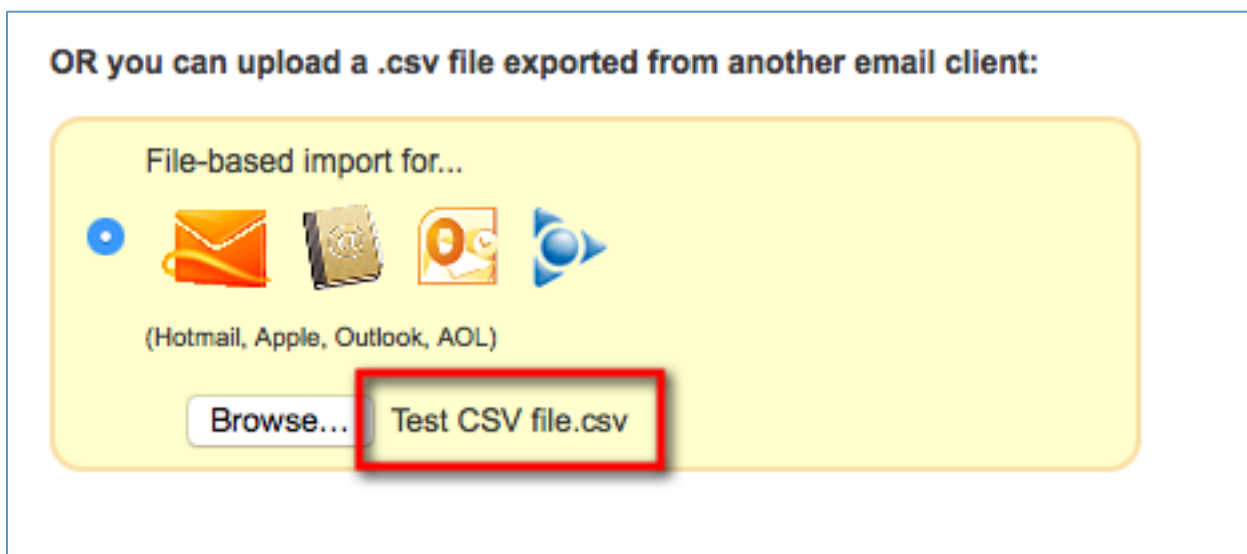 OR you can upload a .csv file exported from another email client:
File-based import for...
(Hotmail, Apple, Outlook, AOL)
Browse... Test CSV file.csv